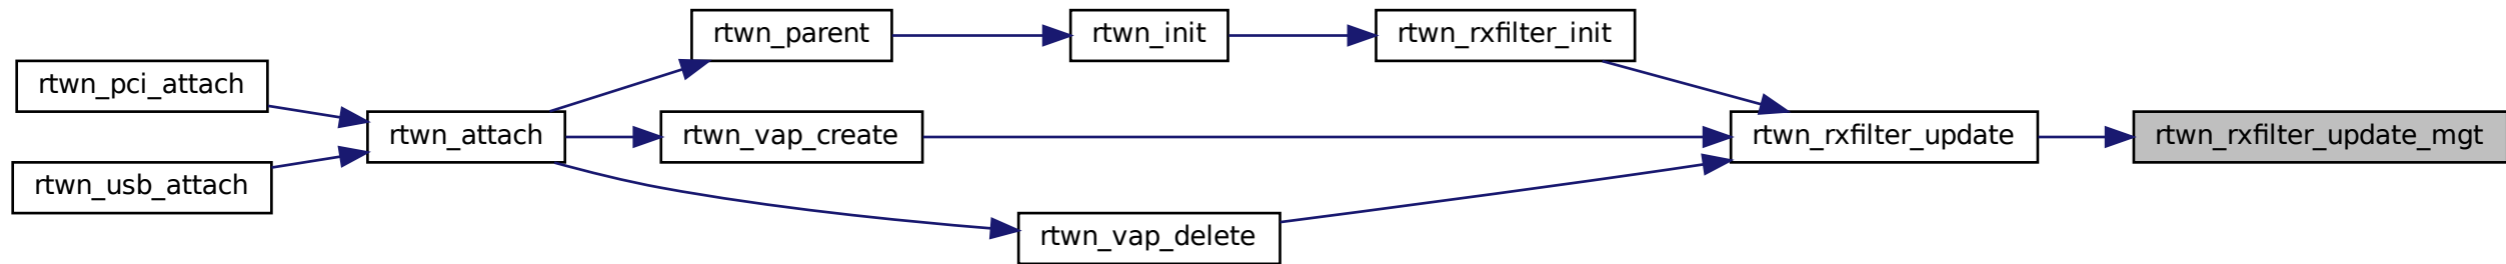 rtwn_parent
rtwn_init
rtwn_rxfilter_init
rtwn_pci_attach
rtwn_attach
rtwn_vap_create
rtwn_rxfilter_update
rtwn_rxfilter_update_mgt
rtwn_usb_attach
rtwn_vap_delete